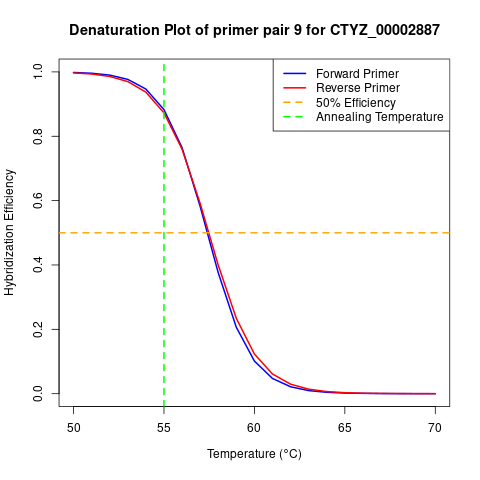 Denaturation Plot of primer pair 9 for CTYZ_00002887
Forward Primer
Reverse Primer
50% Efficiency
Annealing Temperature
Hybridization Efficiency
1.0
0.8
0.6
0.4
0.2
0.0
50 55 60 65 70
Temperature (°C)